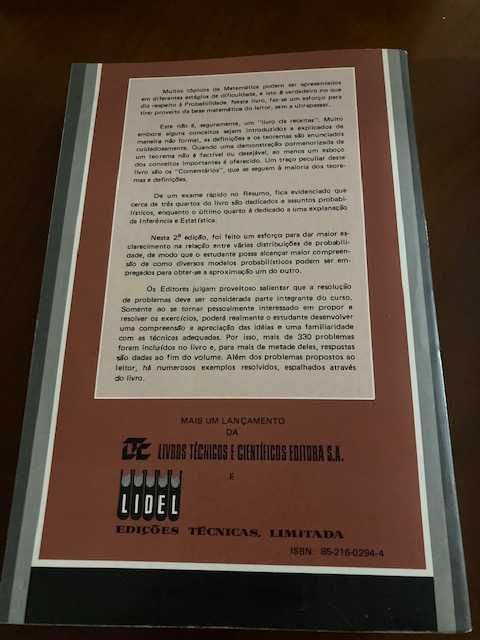 Muitos tópicos de Matemática podem ser apresentados
em diferentes estágios de dificuldade, e isto é verdadeiro no que
diz respeito à Probabilidade. Neste livro, faz-se um esforço para
tirar proveito da base matemática do leitor, sem a ultrapassar.
Este não é, seguramente, um "livro de receitas". Muito
embora alguns conceitos sejam introduzidos e explicados de
maneira não formal, as definições e os teoremas são enunciados
cuidadosamente. Quando uma demonstração pormenorizada de
um teorema não é factível ou desejável, ao menos um esboço
dos conceitos importantes é oferecido. Um traço peculiar deste
livro são os "Comentários", que se seguem à maioria dos teore-
mas e definições.
De um exame rápido no Resumo, fica evidenciado que
cerca de três quartos do livro são dedicados a assuntos probabi-
lísticos, enquanto o último quarto é dedicado a uma explanação
da Inferência e Estatística.
Nesta 2ª edição, foi feito um esforço para dar maior es-
clarecimento na relação entre várias distribuições de probabili-
dade, de modo que o estudante possa alcançar maior compreen-
são de como diversos modelos probabilísticos podem ser em-
pregados para obter-se a aproximação um do outro.
Os Editores julgam proveitoso salientar que a resolução
de problemas deve ser considerada parte integrante do curso.
Somente ao se tornar pessoalmente interessado em propor e
resolver os exercícios, poderá realmente o estudante desenvolver
uma compreensão e apreciação das idéias e uma familiaridade
com as técnicas adequadas. Por isso, mais de 330 problemas
foram incluídos no livro e, para mais de metade deles, respostas
são dadas ao fim do volume. Além dos problemas propostos ao
leitor, há numerosos exemplos resolvidos, espalhados através
do livro.
MAIS UM LANÇAMENTO
DA
LTC LIVROS TÉCNICOS E CIENTÍFICOS EDITORA S.A.
E
LIDEL
EDIÇÕES TÉCNICAS, LIMITADA
ISBN: 85-216-0294-4